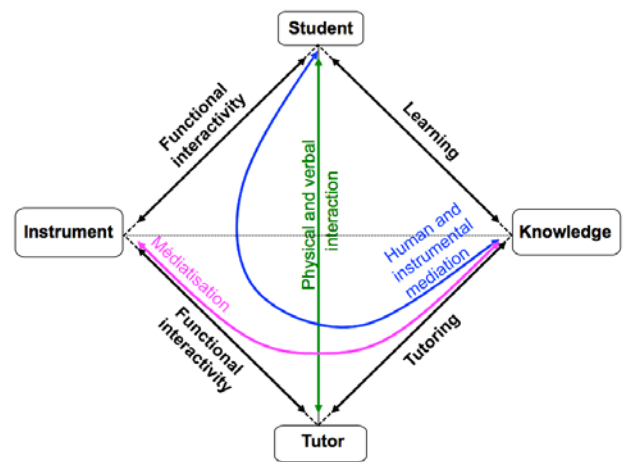 Student
Functional
interactivity
Learning
Physical and verbal
interaction
Instrument
Knowledge
Human and
instrumental
mediation
Médiatisation
Functional
interactivity
Tutoring
Tutor